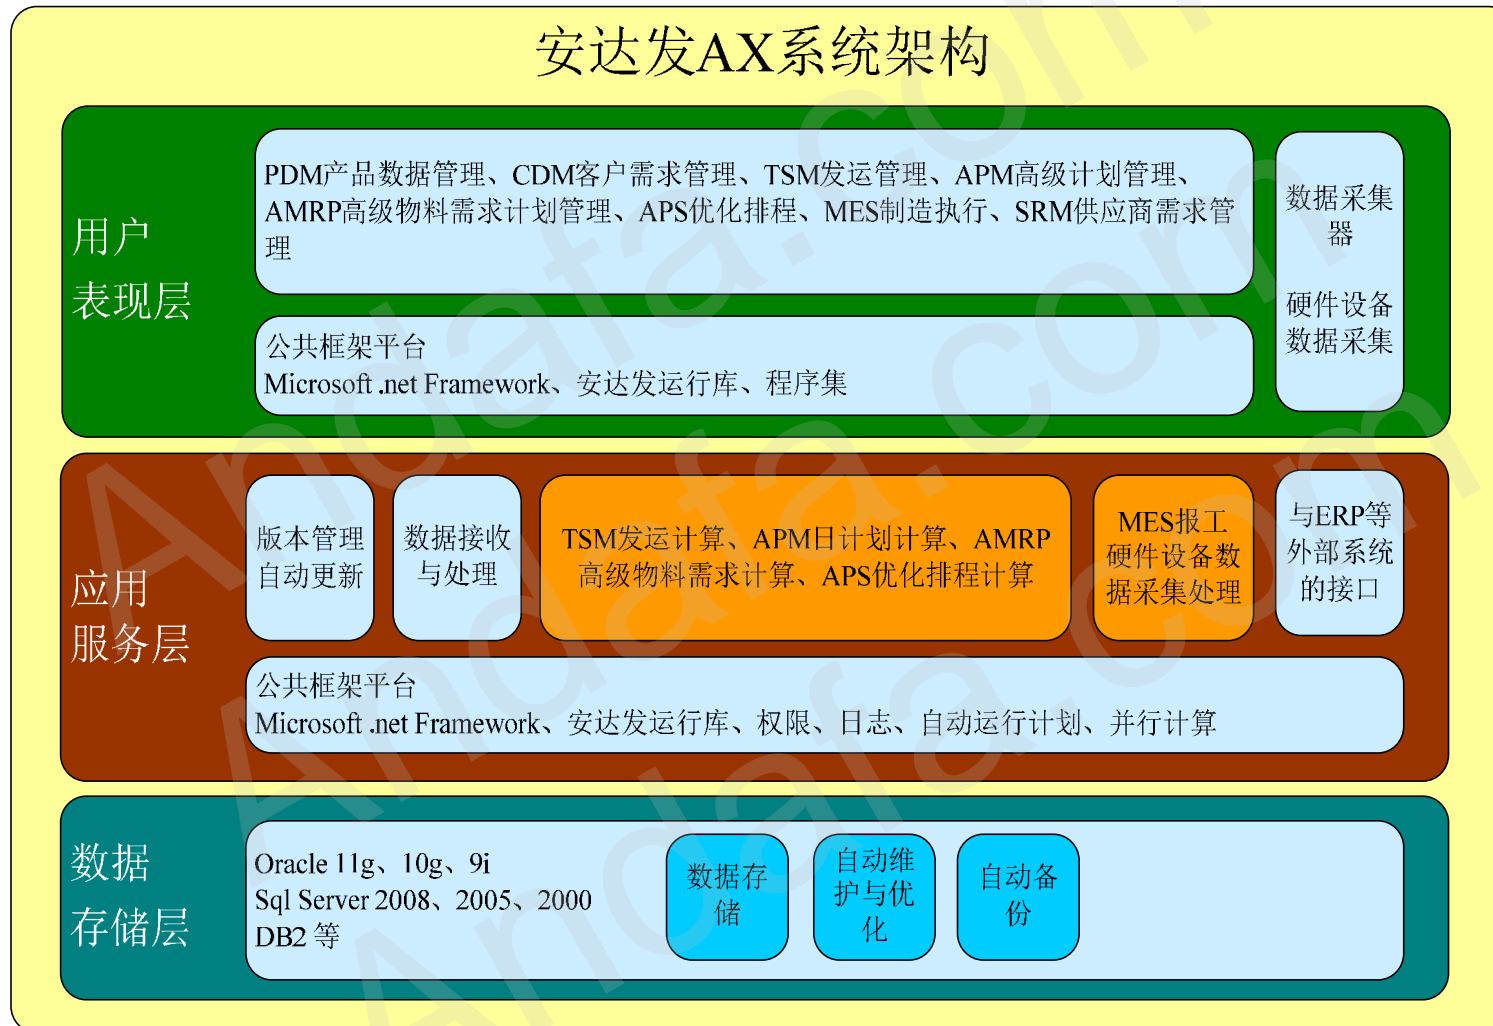 安达发AX系统架构
用户
表现层
PDM产品数据管理、CDM客户需求管理、TSM发运管理、APM高级计划管理、
AMRP高级物料需求计划管理、APS优化排程、MES制造执行、SRM供应商需求管
理
公共框架平台
Microsoft .net Framework、安达发运行库、程序集
数据采集
器
硬件设备
数据采集
应用
服务层
版本管理
自动更新
数据接收
与处理
TSM发运计算、APM日计划计算、AMRP
高级物料需求计算、APS优化排程计算
MES报工
硬件设备数
据采集处理
与ERP等
外部系统
的接口
公共框架平台
Microsoft .net Framework、安达发运行库、权限、日志、自动运行计划、并行计算
数据
存储层
Oracle 11g、10g、9i
Sql Server 2008、2005、2000
DB2 等
数据存
储
自动维
护与优
化
自动备
份
Andafa.com
Andafa.com
Andafa.com